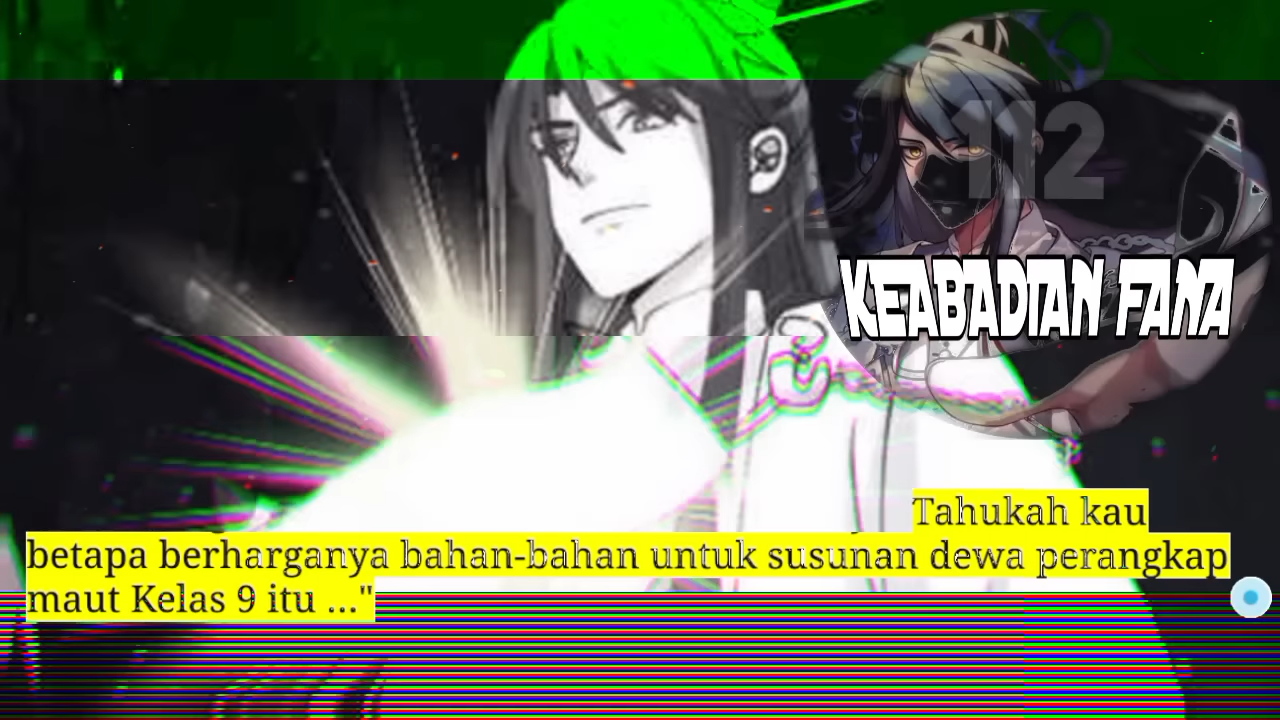 112
KEABADIAN FANA
Tahukah kau
betapa berharganya bahan-bahan untuk susunan dewa perangkap
maut Kelas 9 itu ..."